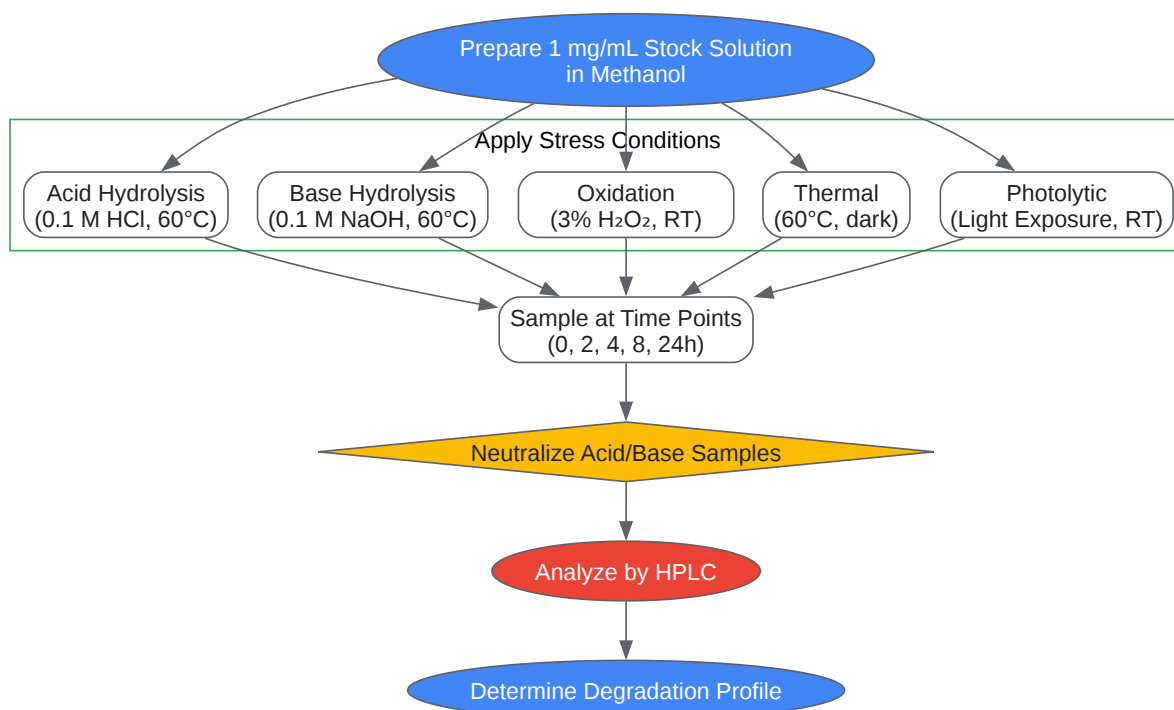 Prepare 1 mg/mL Stock Solution
in Methanol
Apply Stress Conditions
Acid Hydrolysis
(0.1 M HCl, 60°C)
Base Hydrolysis
(0.1 M NaOH, 60°C)
Oxidation
(3% H₂O₂, RT)
Thermal
(60°C, dark)
Photolytic
(Light Exposure, RT)
Sample at Time Points
(0, 2, 4, 8, 24h)
Neutralize Acid/Base Samples
Analyze by HPLC
Determine Degradation Profile